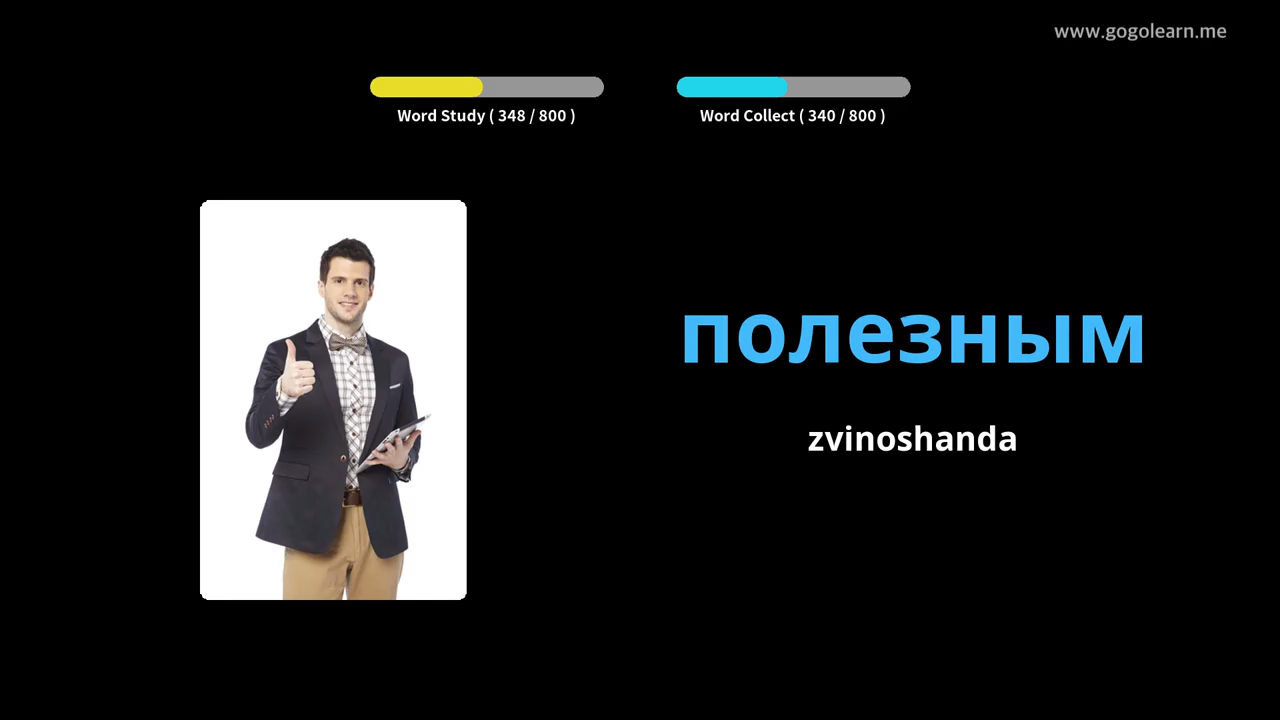 www.gogolearn.me
Word Study ( 348 / 800 )
Word Collect ( 340 / 800 )
полезным
zvinoshanda